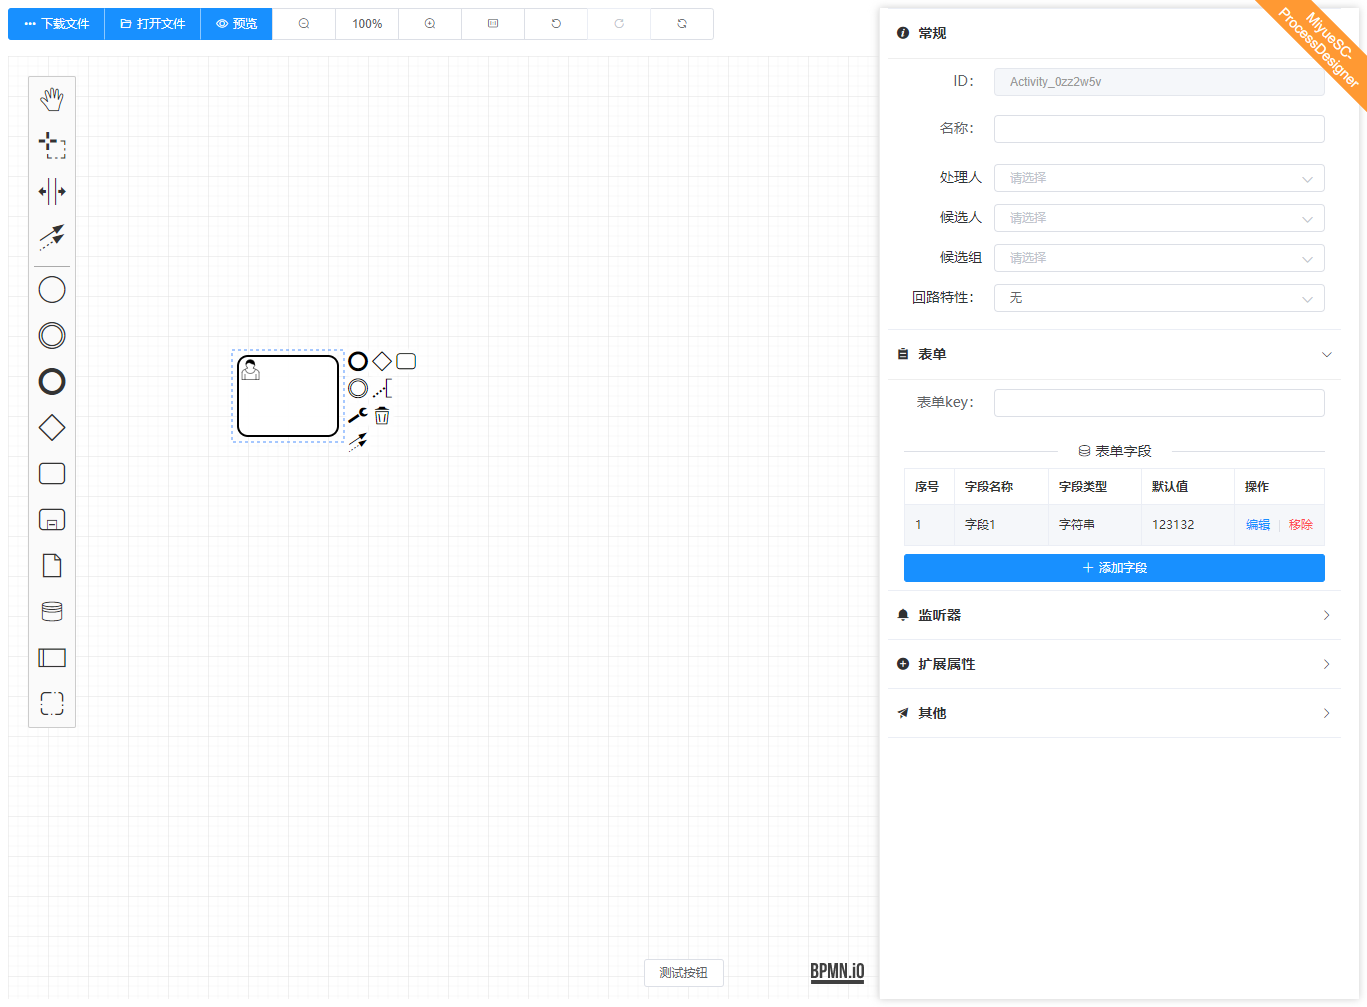 下载文件 打开文件 预览 100%
MiyueSC-
ProcessDesigner
常规
ID： Activity_0zz2w5v
名称：
处理人 请选择
候选人 请选择
候选组 请选择
回路特性： 无
表单
表单key：
表单字段
序号 字段名称 字段类型 默认值 操作
1 字段1 字符串 123132 编辑 移除
添加字段
监听器
扩展属性
其他
测试按钮
BPMN.iO